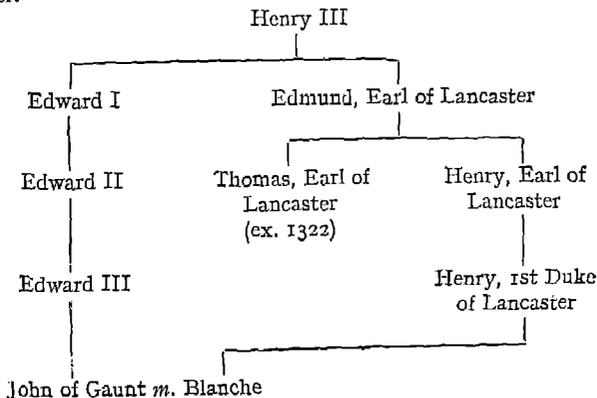 Henry III
Edward I
Edmund, Earl of Lancaster
Edward II
Thomas, Earl of
Lancaster
(ex. 1322)
Henry, Earl of
Lancaster
Edward III
Henry, 1st Duke
of Lancaster
John of Gaunt m. Blanche